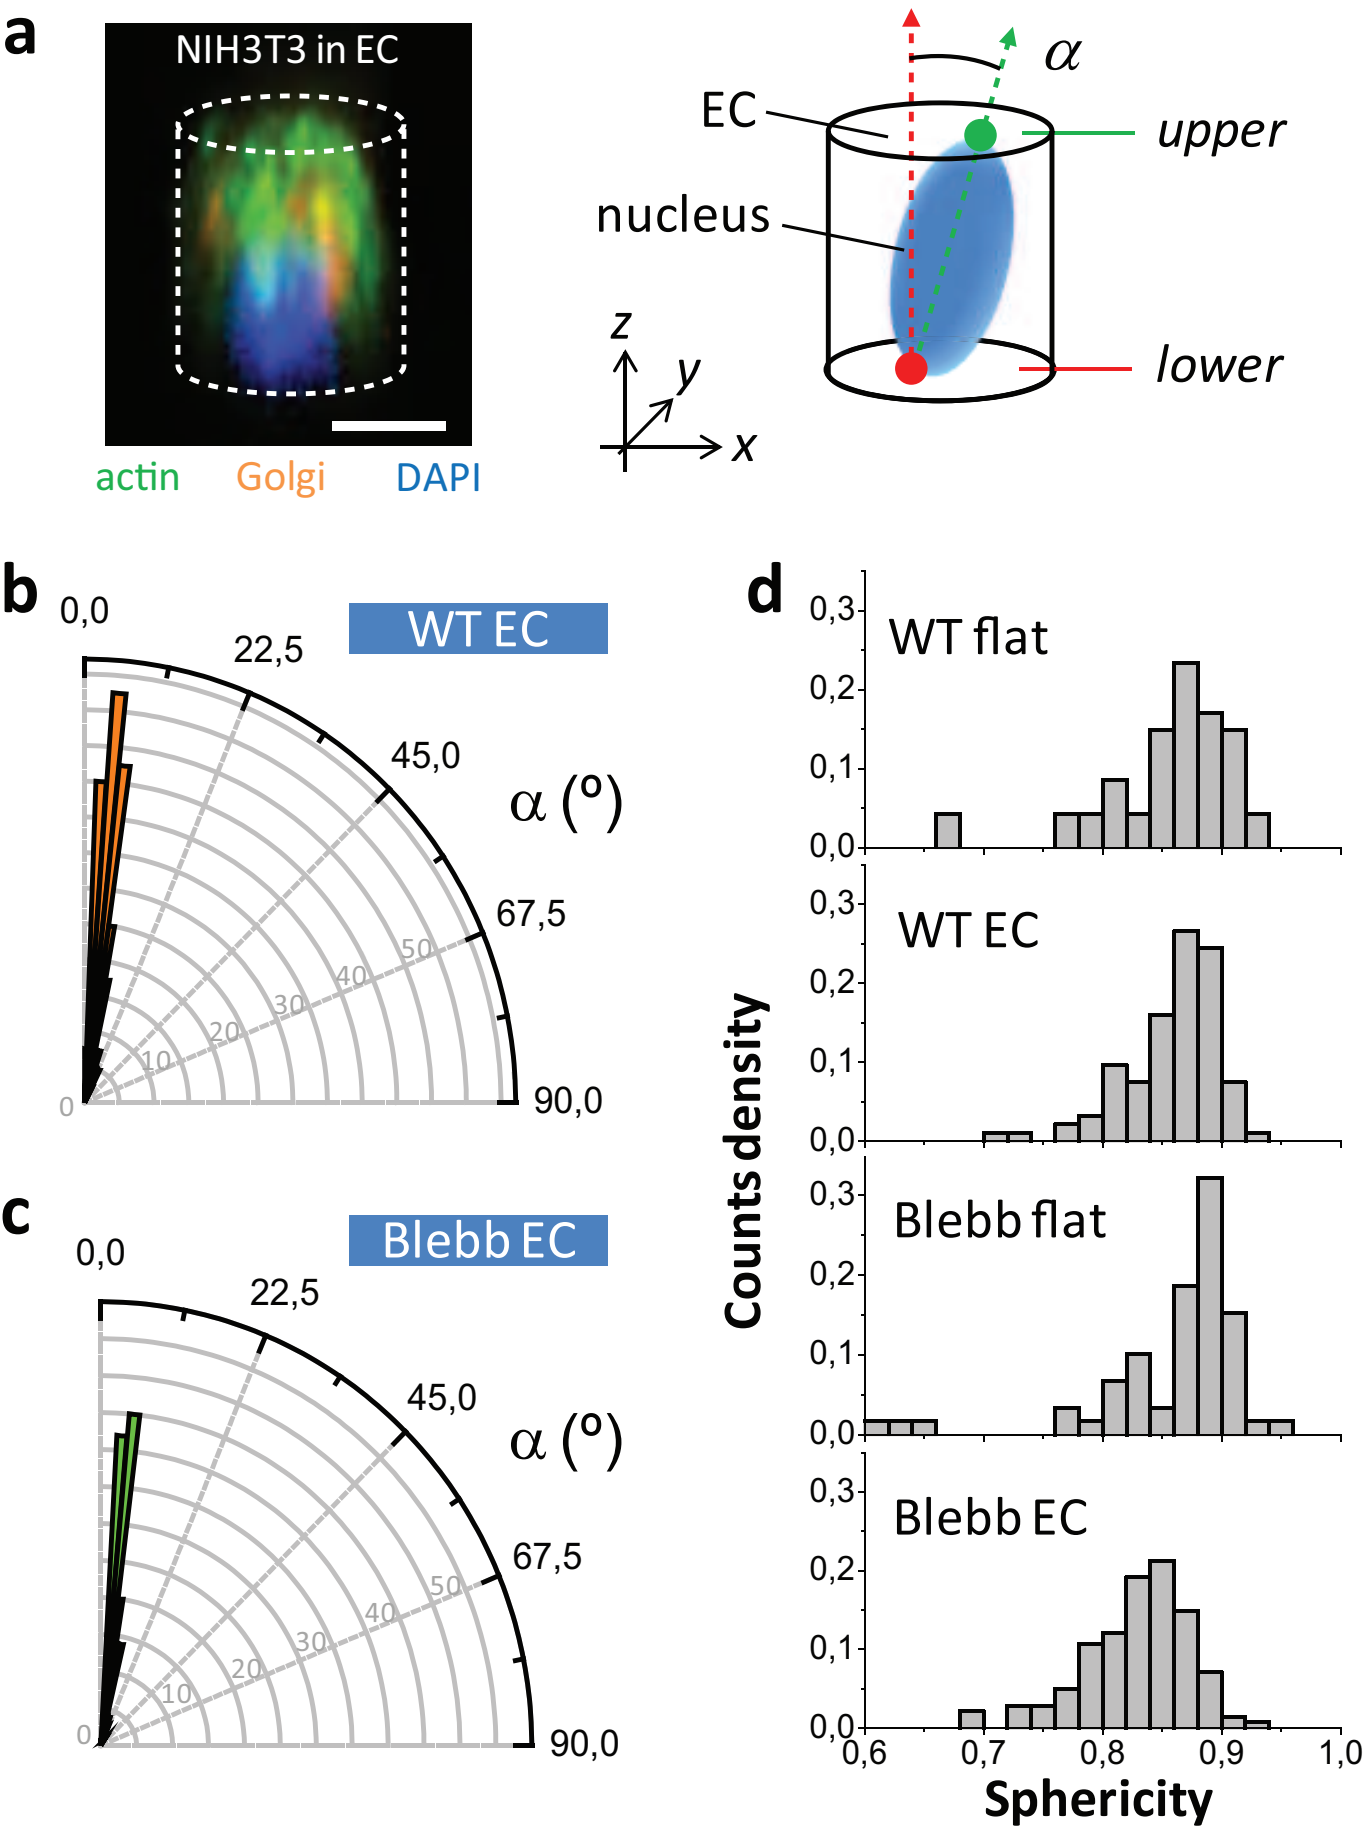 a
NIH3T3 in EC
actin Golgi DAPI
α
EC
upper
nucleus
lower
z
y
x
b
0,0
WT EC
22,5
45,0
α (º)
67,5
50
40
30
20
10
0
90,0
c
0,0
Blebb EC
22,5
45,0
α (º)
67,5
50
40
30
20
10
0
90,0
d
Counts density
0,3
WT flat
0,2
0,1
0,0
0,3
WT EC
0,2
0,1
0,0
0,3
Blebb flat
0,2
0,1
0,0
0,3
Blebb EC
0,2
0,1
0,0
0,6 0,7 0,8 0,9 1,0
Sphericity